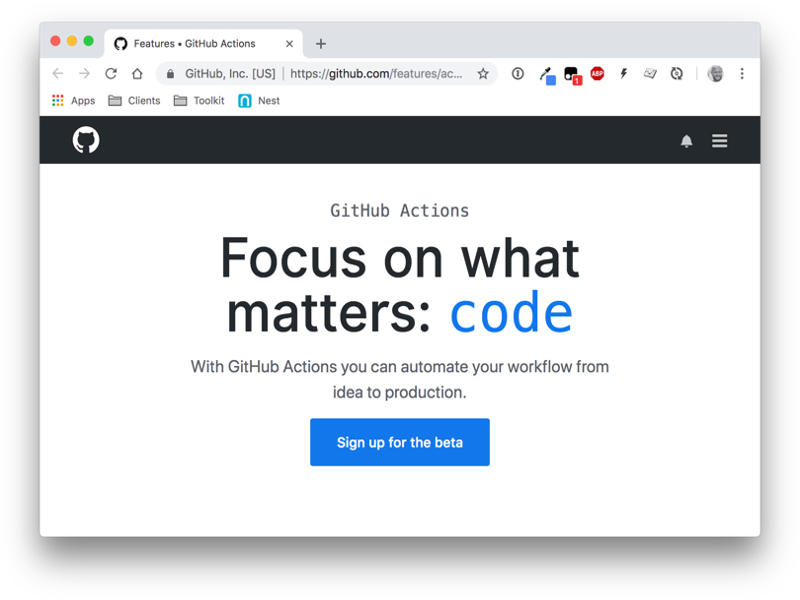 Features • GitHub Actions
GitHub, Inc. [US] https://github.com/features/ac...
1
ABP
Apps Clients Toolkit Nest
GitHub Actions
Focus on what
matters: code
With GitHub Actions you can automate your workflow from
idea to production.
Sign up for the beta